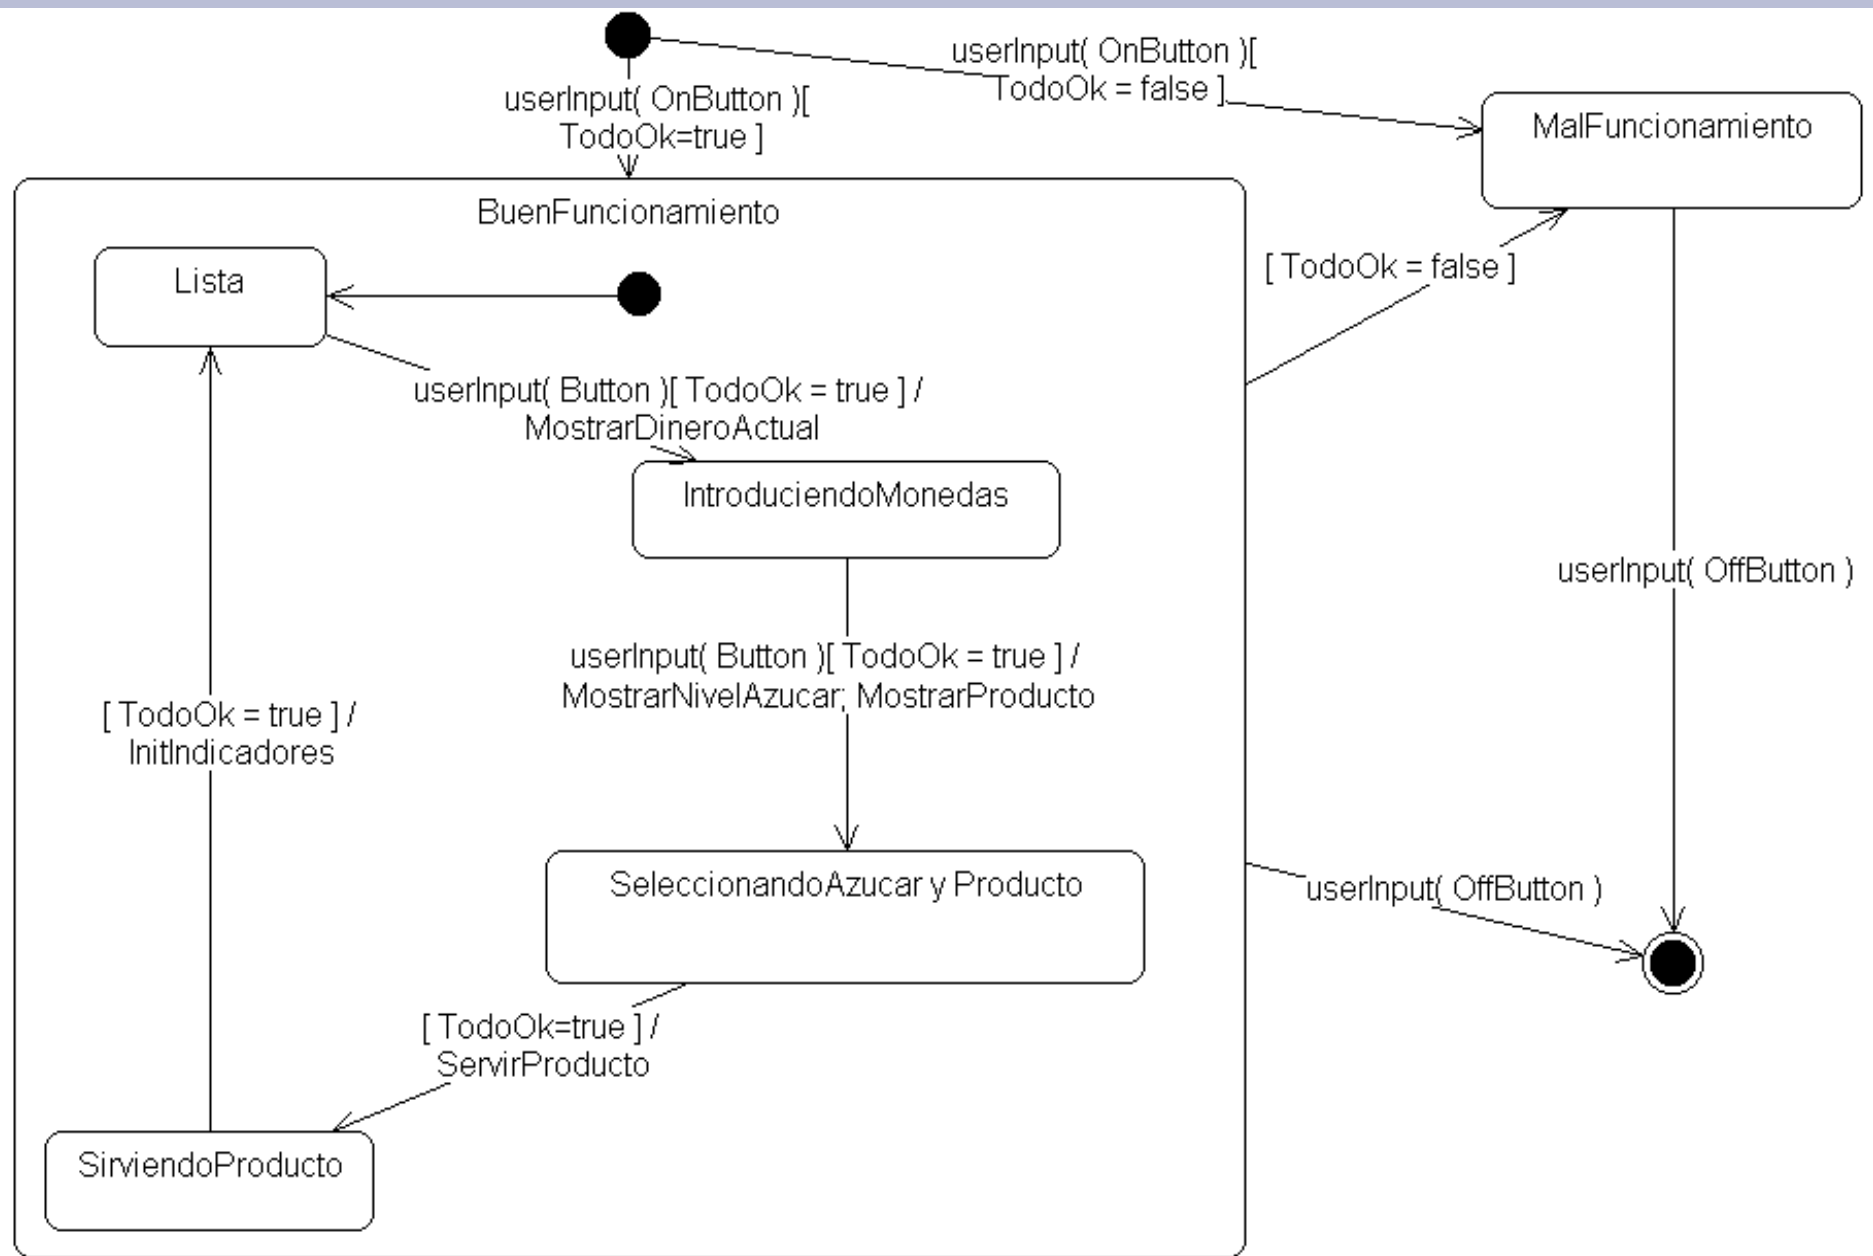 userInput( OnButton )[
TodoOk = false ]
userInput( OnButton )[
TodoOk=true ]
MalFuncionamiento
BuenFuncionamiento
Lista
[ TodoOk = false ]
userInput( Button )[ TodoOk = true ] /
MostrarDineroActual
IntroduciendoMonedas
userInput( OffButton )
userInput( Button )[ TodoOk = true ] /
MostrarNivelAzucar; MostrarProducto
[ TodoOk = true ] /
InitIndicadores
SeleccionandoAzucar y Producto
userInput( OffButton )
[ TodoOk=true ] /
ServirProducto
SirviendoProducto